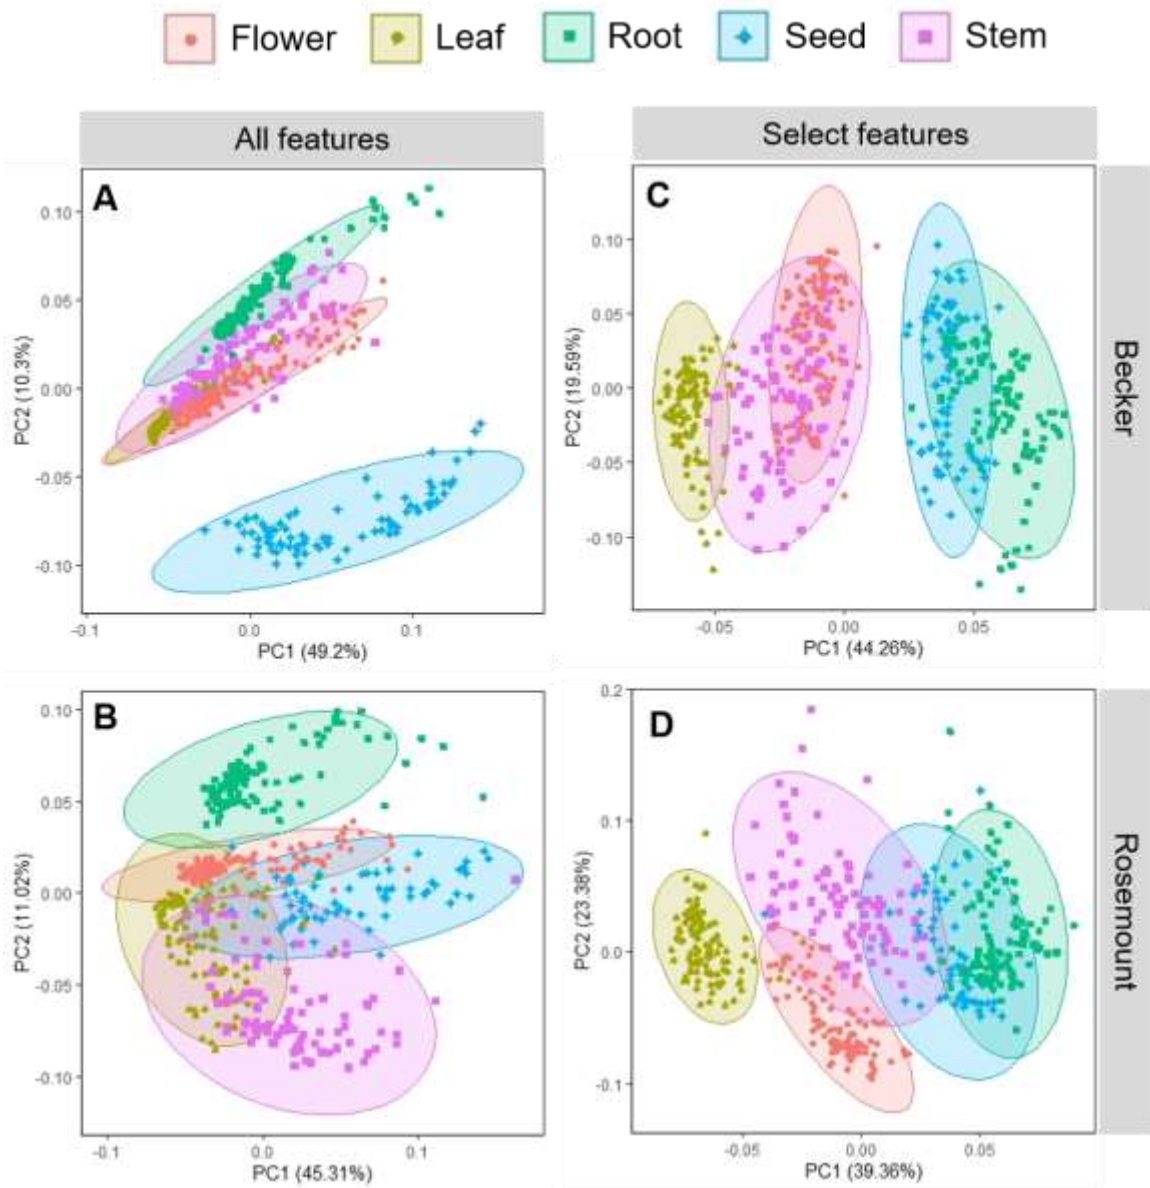 Flower Leaf Root Seed Stem
All features
Select features
A
0.10
0.05
0.00
-0.05
-0.10
PC2 (10.3%)
-0.1 0.0 0.1
PC1 (49.2%)
C
0.10
0.05
0.00
-0.05
-0.10
PC2 (19.59%)
-0.05 0.00 0.05
PC1 (44.26%)
Becker
B
0.10
0.05
0.00
-0.05
-0.10
PC2 (11.02%)
-0.1 0.0 0.1
PC1 (45.31%)
D
0.2
0.1
0.0
-0.1
PC2 (23.38%)
-0.05 0.00 0.05
PC1 (39.36%)
Rosemount